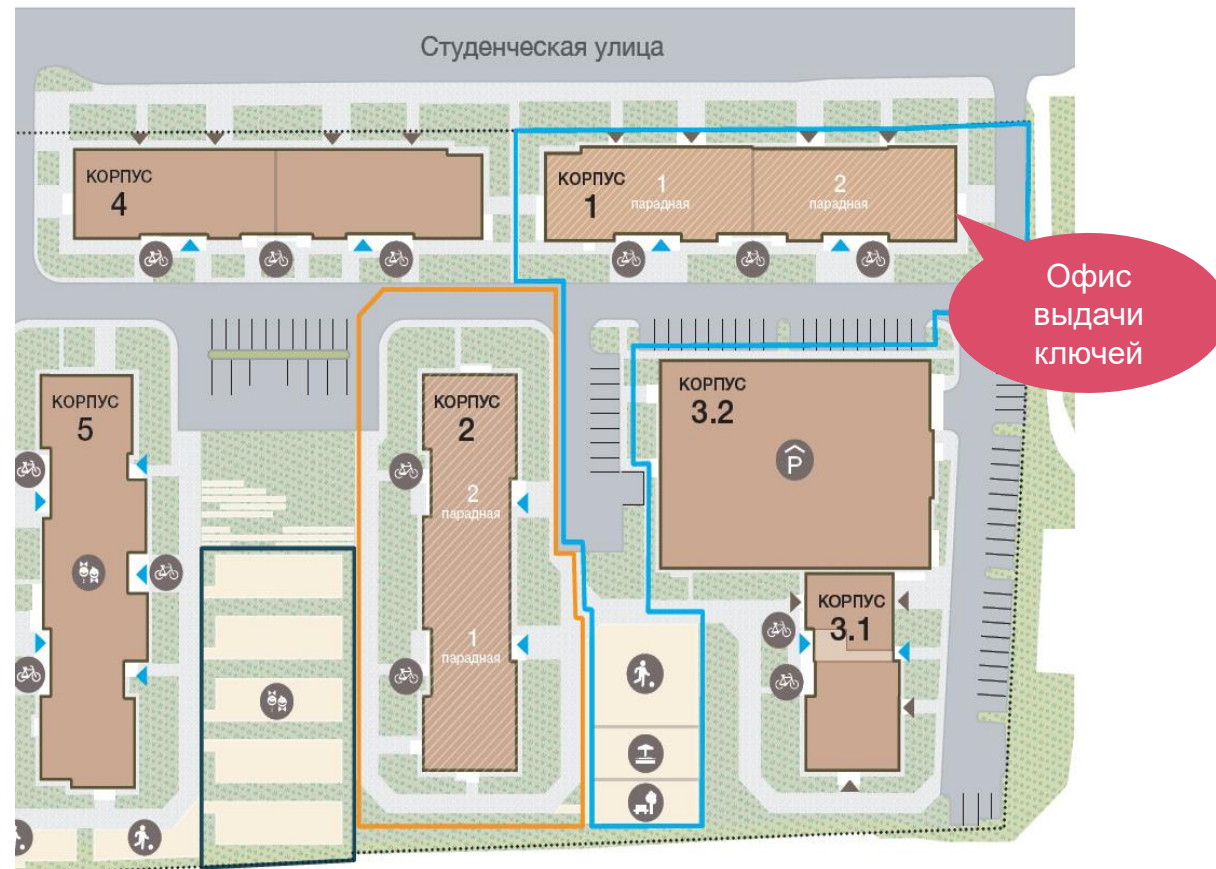 Студенческая улица
КОРПУС
4
КОРПУС
1
1
парадная
2
парадная
Офис
выдачи
ключей
КОРПУС
5
КОРПУС
2
2
парадная
1
парадная
КОРПУС
3.2
P
КОРПУС
3.1